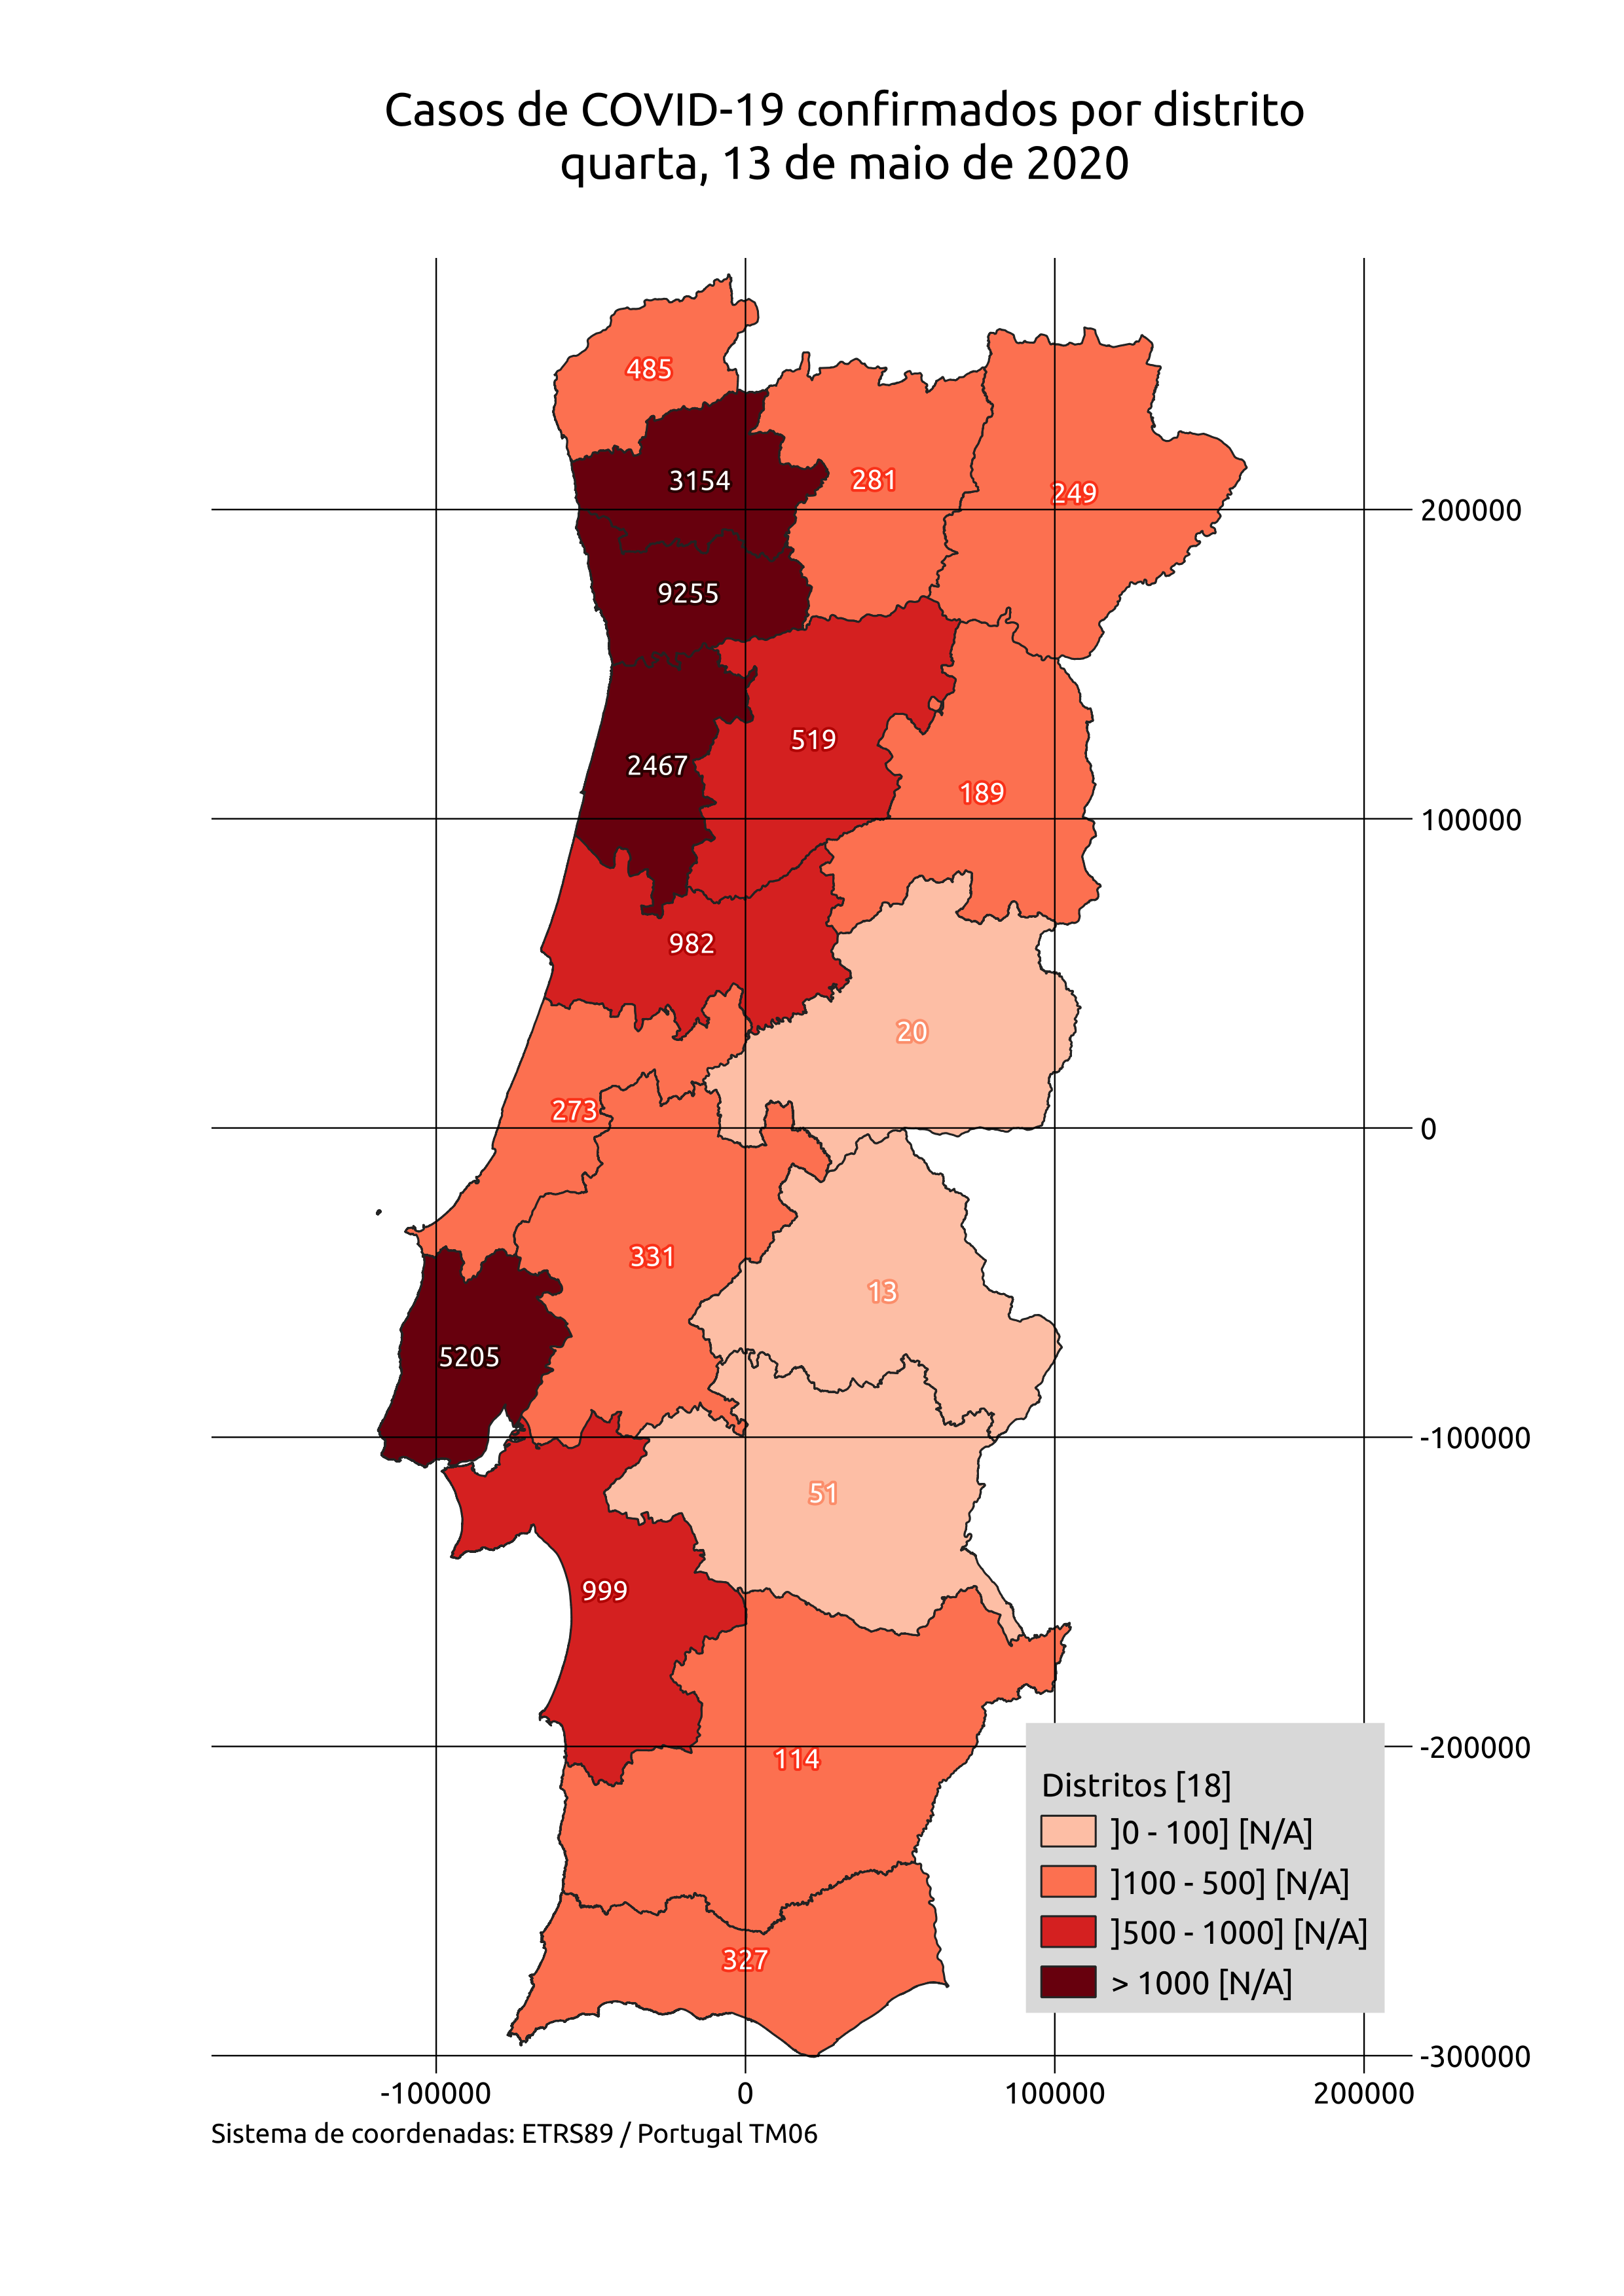 Casos de COVID-19 confirmados por distrito
quarta, 13 de maio de 2020
485
3154
281
249
200000
9255
519
2467
189
100000
982
20
273
0
331
13
5205
-100000
51
999
114
-200000
Distritos [18]
]0 - 100] [N/A]
]100 - 500] [N/A]
]500 - 1000] [N/A]
> 1000 [N/A]
327
-300000
-100000 0 100000 200000
Sistema de coordenadas: ETRS89 / Portugal TM06